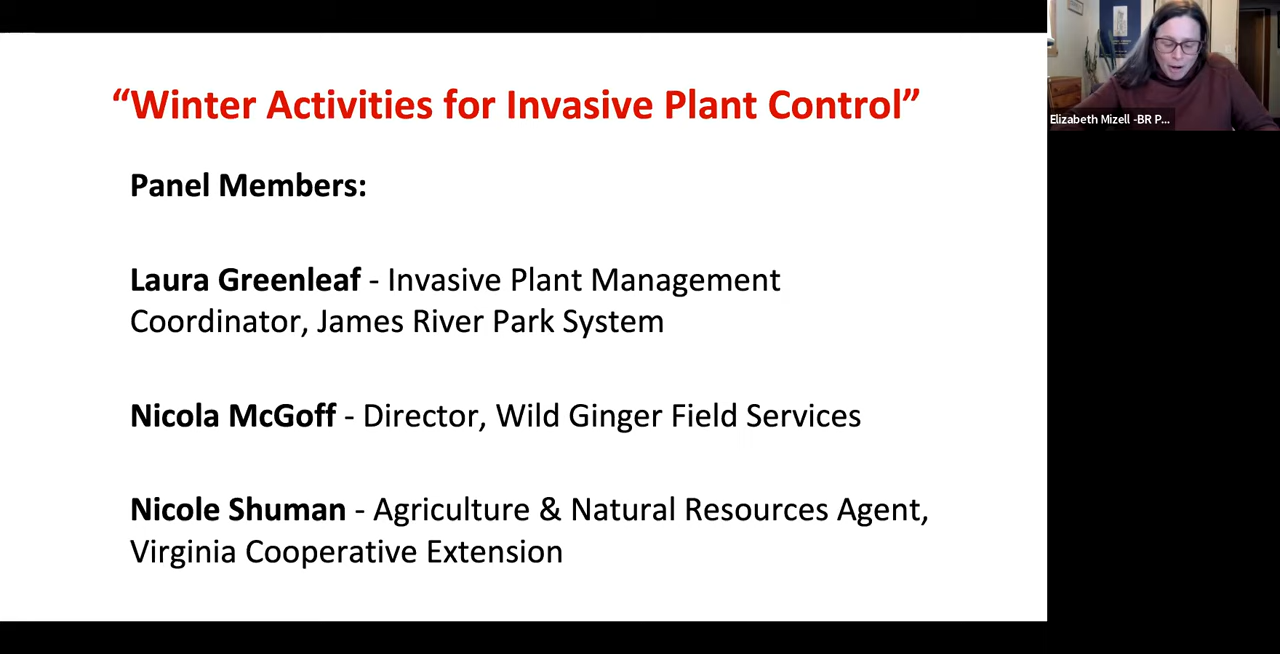 “Winter Activities for Invasive Plant Control”
Panel Members:
Laura Greenleaf - Invasive Plant Management
Coordinator, James River Park System
Nicola McGoff - Director, Wild Ginger Field Services
Nicole Shuman - Agriculture & Natural Resources Agent,
Virginia Cooperative Extension
Elizabeth Mizell -BR P...